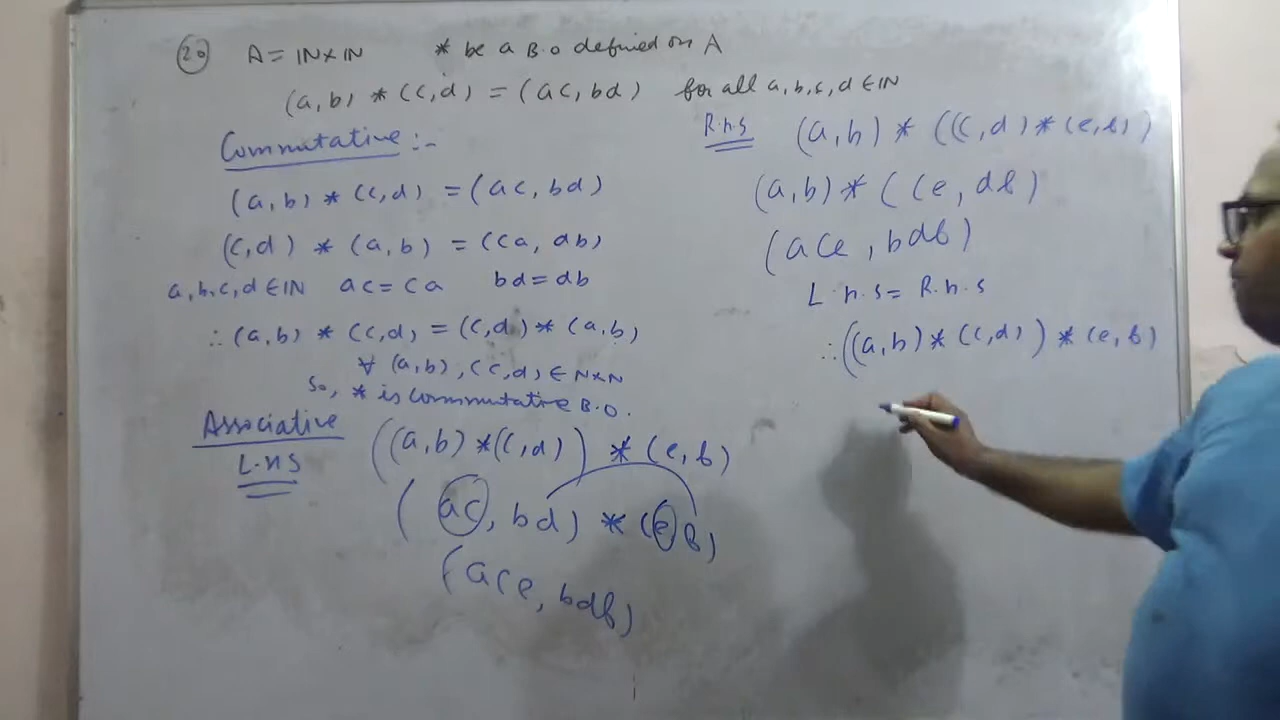 20 A = IN×IN * be a B.O defined on A
(a,b) * (c,d) = (ac, bd) for all a,b,c,d ∈ IN
Commutative :-
(a,b) * (c,d) = (ac, bd)
(c,d) * (a,b) = (ca, db)
a,b,c,d ∈ IN ac = ca bd = db
∴ (a,b) * (c,d) = (c,d) * (a,b)
∀ (a,b), (c,d) ∈ N×N
So, * is commutative B.O.
Associative
L.H.S
((a,b) * (c,d)) * (e,f)
(ac, bd) * (e f)
(ace, bdf)
R.h.s (a,b) * ((c,d) * (e,f))
(a,b) * (ce, df)
(ace, bdf)
L.h.s = R.h.s
∴ ((a,b) * (c,d)) * (e,f)